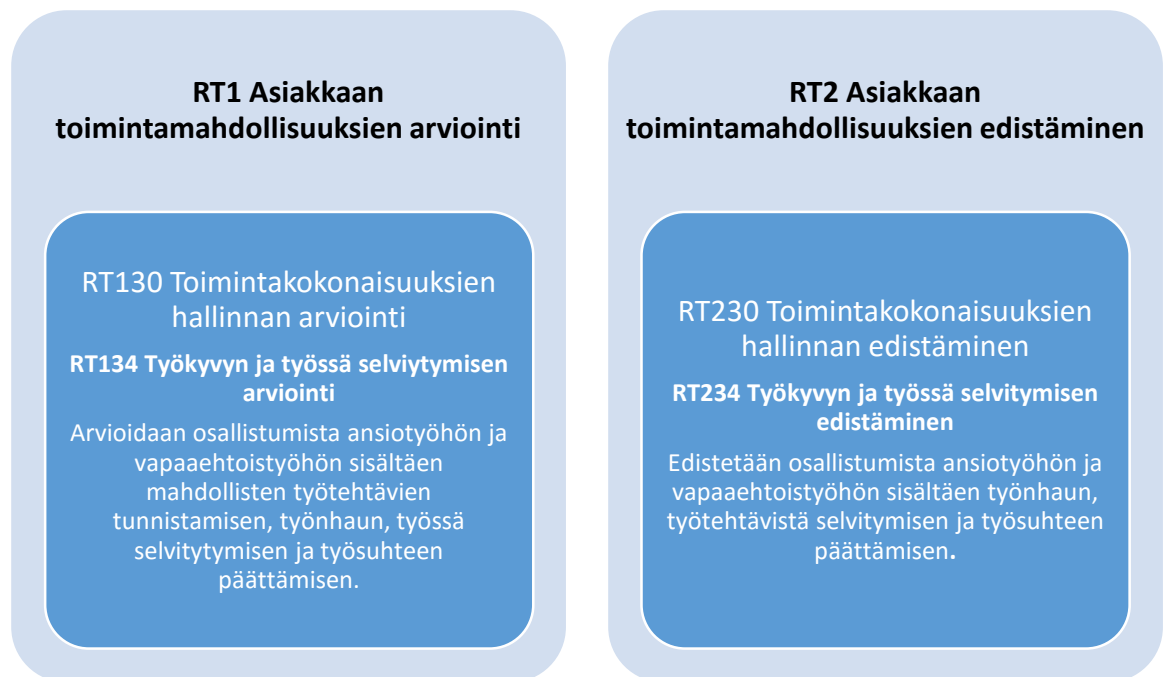 RT1 Asiakkaan
toimintamahdollisuuksien arviointi
RT130 Toimintakokonaisuuksien
hallinnan arviointi
RT134 Työkyvyn ja työssä selviytymisen
arviointi
Arvioidaan osallistumista ansiotyöhön ja
vapaaehtoistyöhön sisältäen
mahdollisten työtehtävien
tunnistamisen, työnhaun, työssä
selvitytymisen ja työsuhteen
päättämisen.
RT2 Asiakkaan
toimintamahdollisuuksien edistäminen
RT230 Toimintakokonaisuuksien
hallinnan edistäminen
RT234 Työkyvyn ja työssä selvitymisen
edistäminen
Edistetään osallistumista ansiotyöhön ja
vapaaehtoistyöhön sisältäen työnhaun,
työtehtävistä selvitymisen ja työsuhteen
päättämisen.